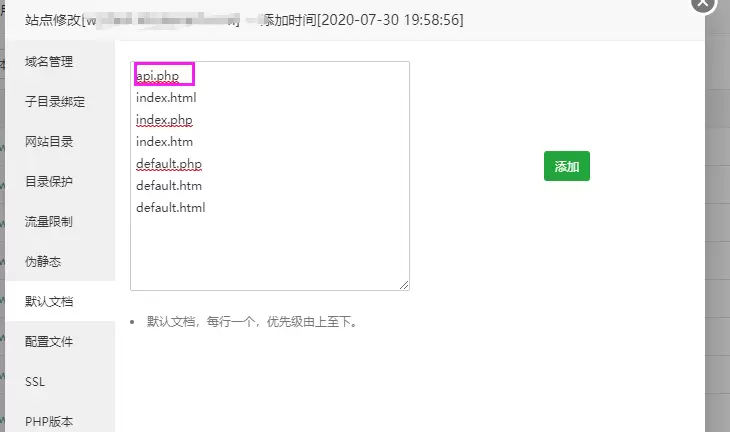 站点修改[w
] -- 添加时间[2020-07-30 19:58:56]
域名管理
子目录绑定
网站目录
目录保护
流量限制
伪静态
默认文档
配置文件
SSL
PHP版本
api.php
index.html
index.php
index.htm
default.php
default.htm
default.html
添加
默认文档，每行一个，优先级由上至下。